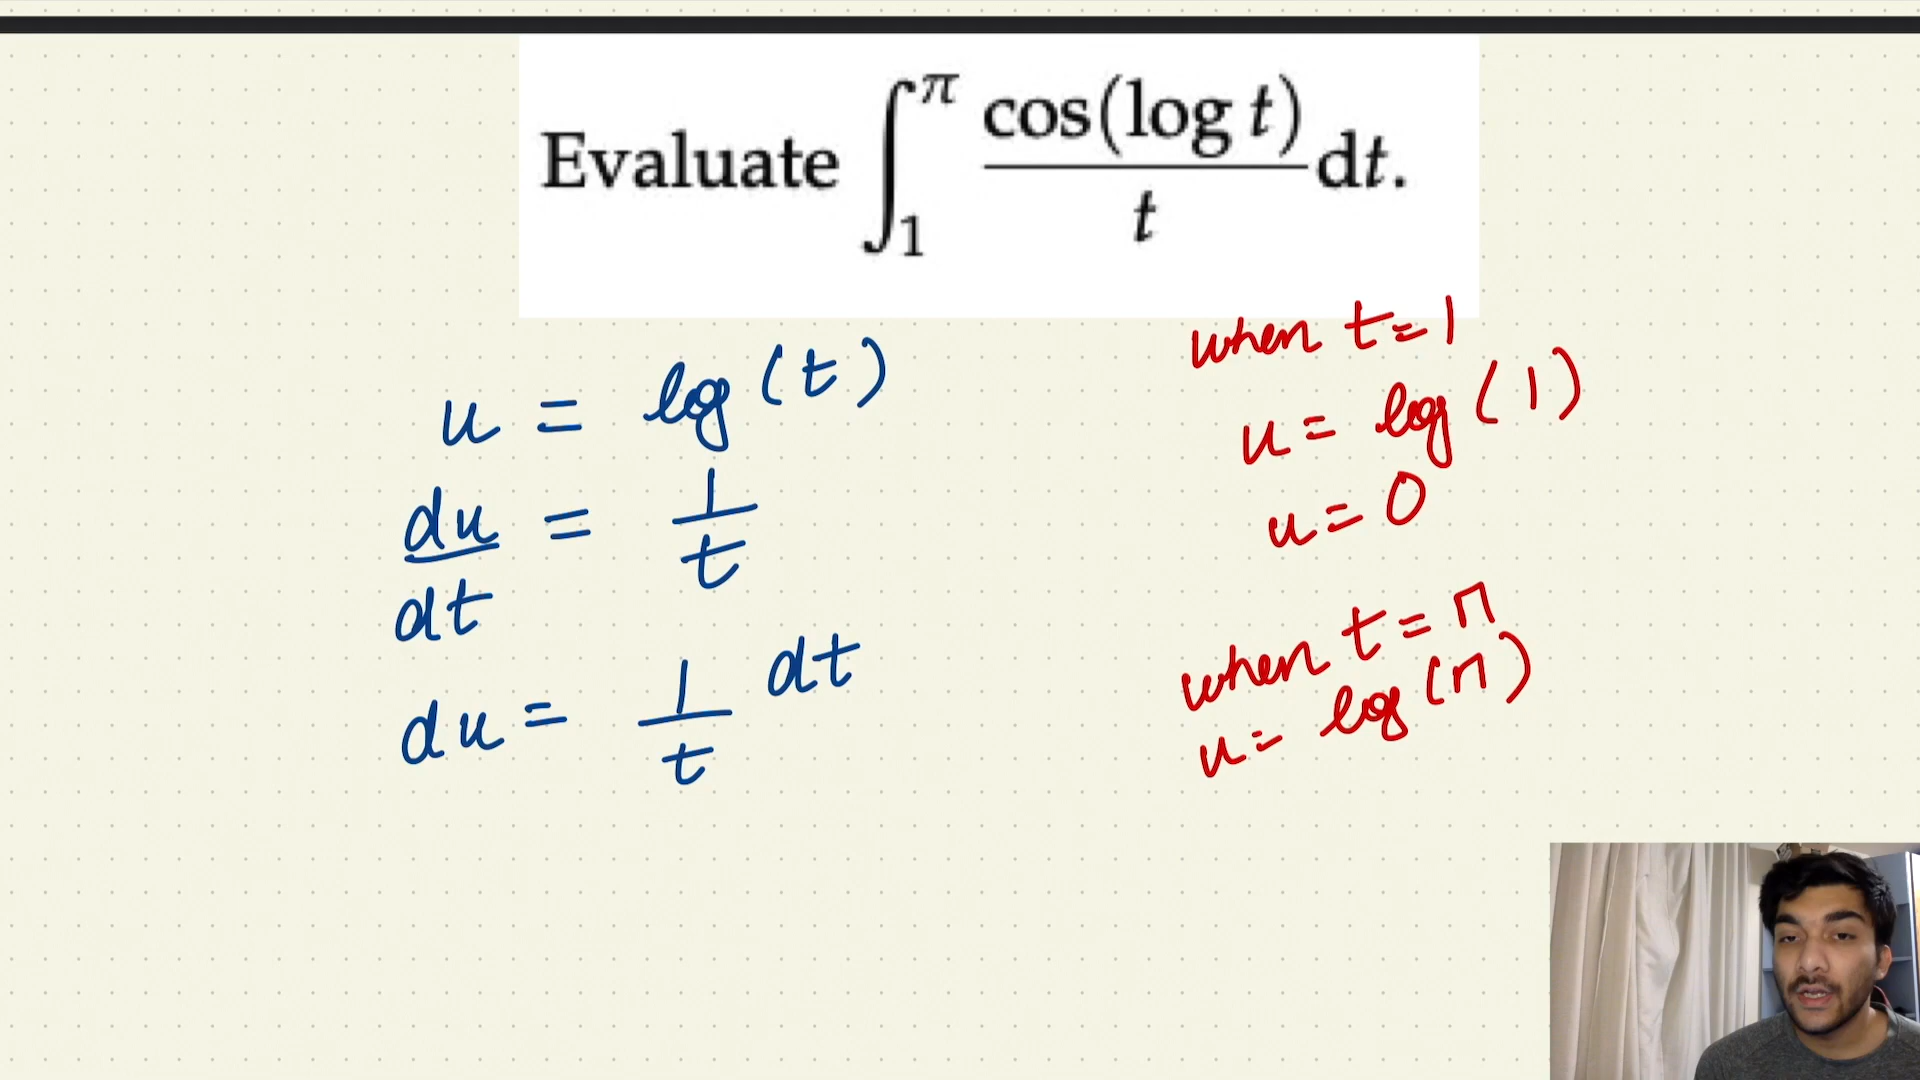 Evaluate ∫₁^π cos(log t)/t dt.
u = log(t)
du/dt = 1/t
du = 1/t dt
when t=1
u = log(1)
u = 0
when t = π
u = log(π)